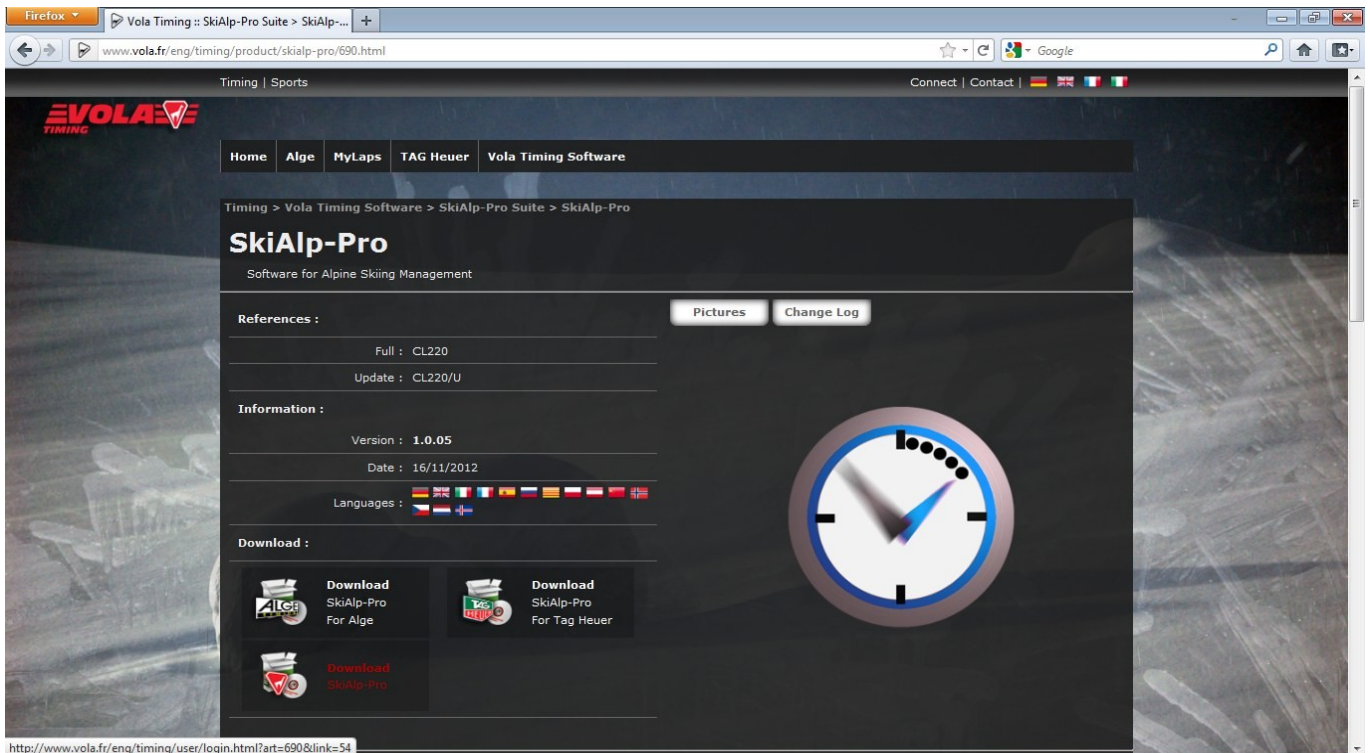 Firefox
Vola Timing :: SkiAlp-Pro Suite > SkiAlp-...
www.vola.fr/eng/timing/product/skialp-pro/690.html
Google
Timing | Sports
Connect | Contact |
VOLA
TIMING
Home Alge MyLaps TAG Heuer Vola Timing Software
Timing > Vola Timing Software > SkiAlp-Pro Suite > SkiAlp-Pro
SkiAlp-Pro
Software for Alpine Skiing Management
References :
Full : CL220
Update : CL220/U
Information :
Version : 1.0.05
Date : 16/11/2012
Languages :
Download :
ALGE
Download
SkiAlp-Pro
For Alge
TAG
HEUER
Download
SkiAlp-Pro
For Tag Heuer
Download
SkiAlp-Pro
Pictures
Change Log
http://www.vola.fr/eng/timing/user/login.html?art=690&link=54